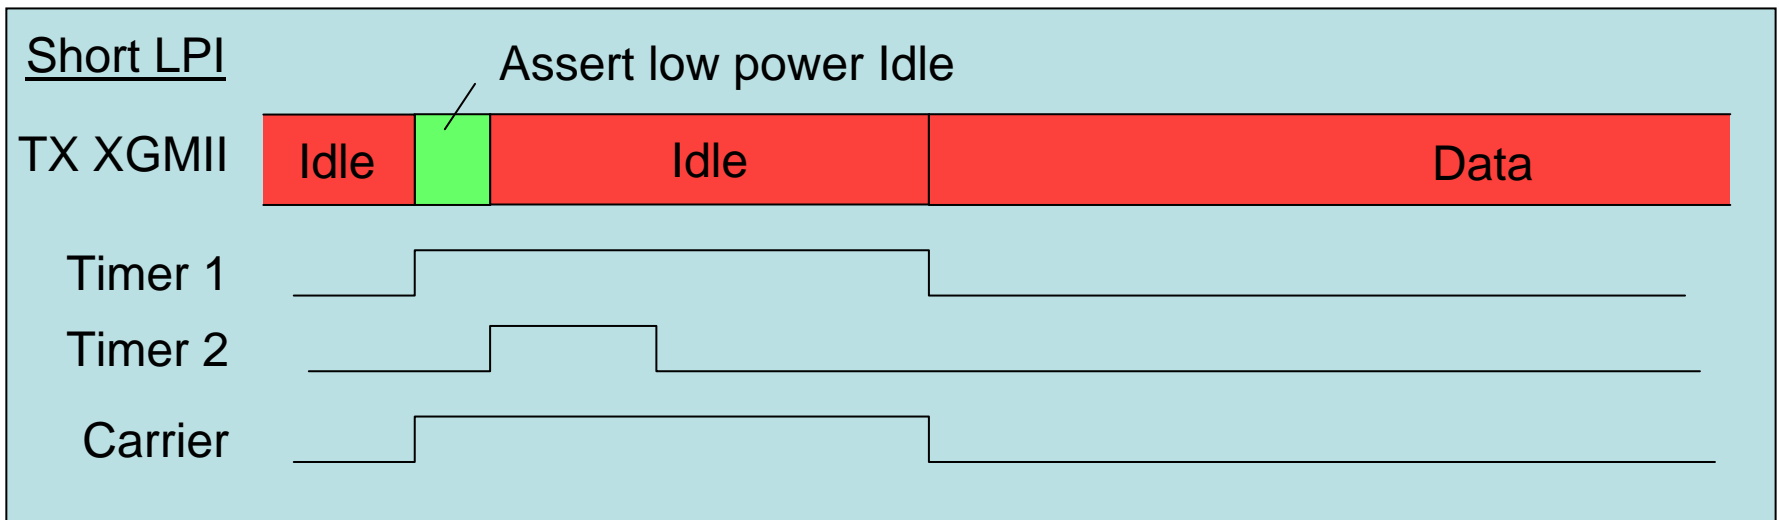 Short LPI
Assert low power Idle
TX XGMII
Idle
Idle
Data
Timer 1
Timer 2
Carrier